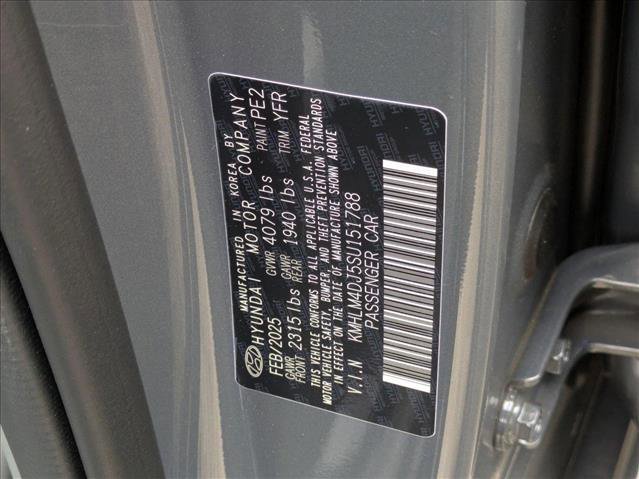 MANUFACTURED IN KOREA BY
HYUNDAI MOTOR COMPANY
FEB/2025 GVWR 4079 lbs PAINT PE2
GAWR FRONT 2315 lbs GAWR REAR 1940 lbs TRIM YFR
THIS VEHICLE CONFORMS TO ALL APPLICABLE U.S.A. FEDERAL
MOTOR VEHICLE SAFETY, BUMPER, AND THEFT PREVENTION STANDARDS
IN EFFECT ON THE DATE OF MANUFACTURE SHOWN ABOVE
V.I.N KMHLM4DJ5SU151788
PASSENGER CAR